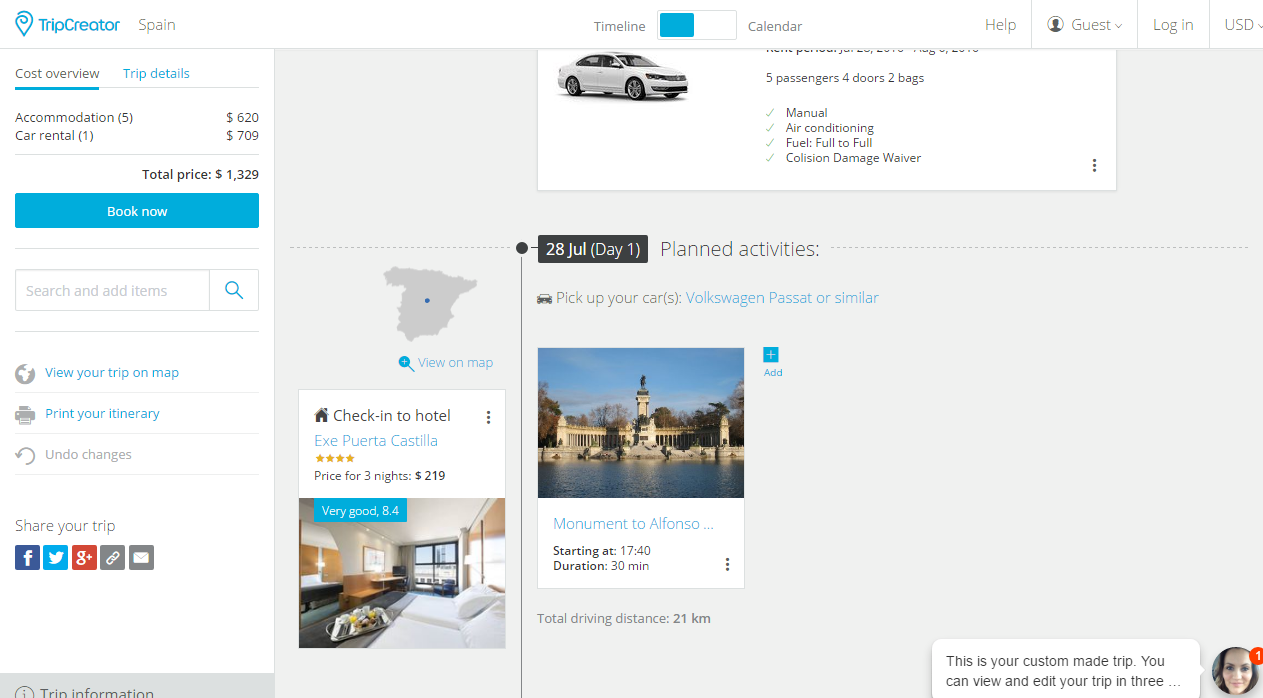 TripCreator Spain
Timeline Calendar
Help Guest Log in USD
Cost overview Trip details
Accommodation (5) $ 620
Car rental (1) $ 709
Total price: $ 1,329
Book now
Search and add items
View your trip on map
Print your itinerary
Undo changes
Share your trip
Trip information
5 passengers 4 doors 2 bags
Manual
Air conditioning
Fuel: Full to Full
Colision Damage Waiver
28 Jul (Day 1) Planned activities:
Pick up your car(s): Volkswagen Passat or similar
View on map
Check-in to hotel
Exe Puerta Castilla
Price for 3 nights: $ 219
Very good, 8.4
Add
Monument to Alfonso ...
Starting at: 17:40
Duration: 30 min
Total driving distance: 21 km
This is your custom made trip. You
can view and edit your trip in three ...
1